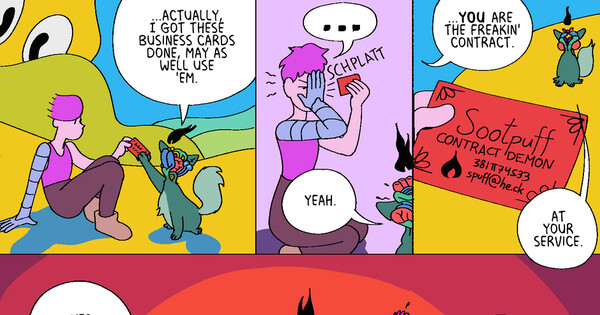 ...ACTUALLY,
I GOT THESE
BUSINESS CARDS
DONE, MAY AS
WELL USE
'EM.
...
SCHPLATT
YEAH.
...YOU ARE
THE FREAKIN'
CONTRACT.
Sootpuff
CONTRACT DEMON
spuff@he.ck
AT
YOUR
SERVICE.